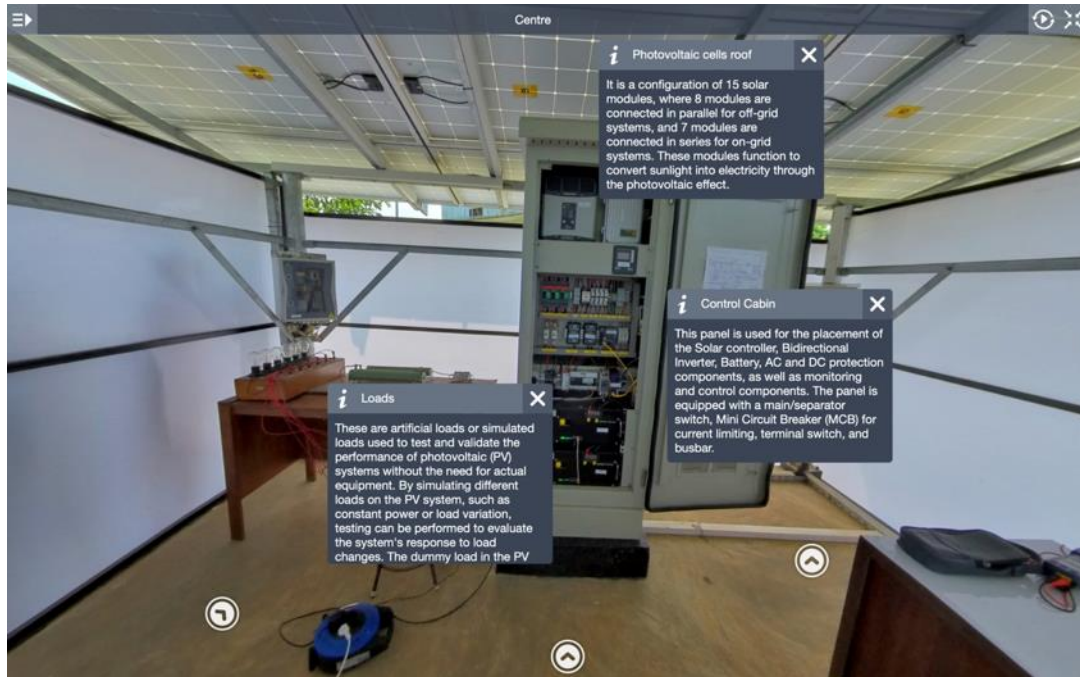 Centre
Photovoltaic cells roof
It is a configuration of 15 solar
modules, where 8 modules are
connected in parallel for off-grid
systems, and 7 modules are
connected in series for on-grid
systems. These modules function to
convert sunlight into electricity through
the photovoltaic effect.
Control Cabin
This panel is used for the placement of
the Solar controller, Bidirectional
Inverter, Battery, AC and DC protection
components, as well as monitoring
and control components. The panel is
equipped with a main/separator
switch, Mini Circuit Breaker (MCB) for
current limiting, terminal switch, and
busbar.
Loads
These are artificial loads or simulated
loads used to test and validate the
performance of photovoltaic (PV)
systems without the need for actual
equipment. By simulating different
loads on the PV system, such as
constant power or load variation,
testing can be performed to evaluate
the system's response to load
changes. The dummy load in the PV